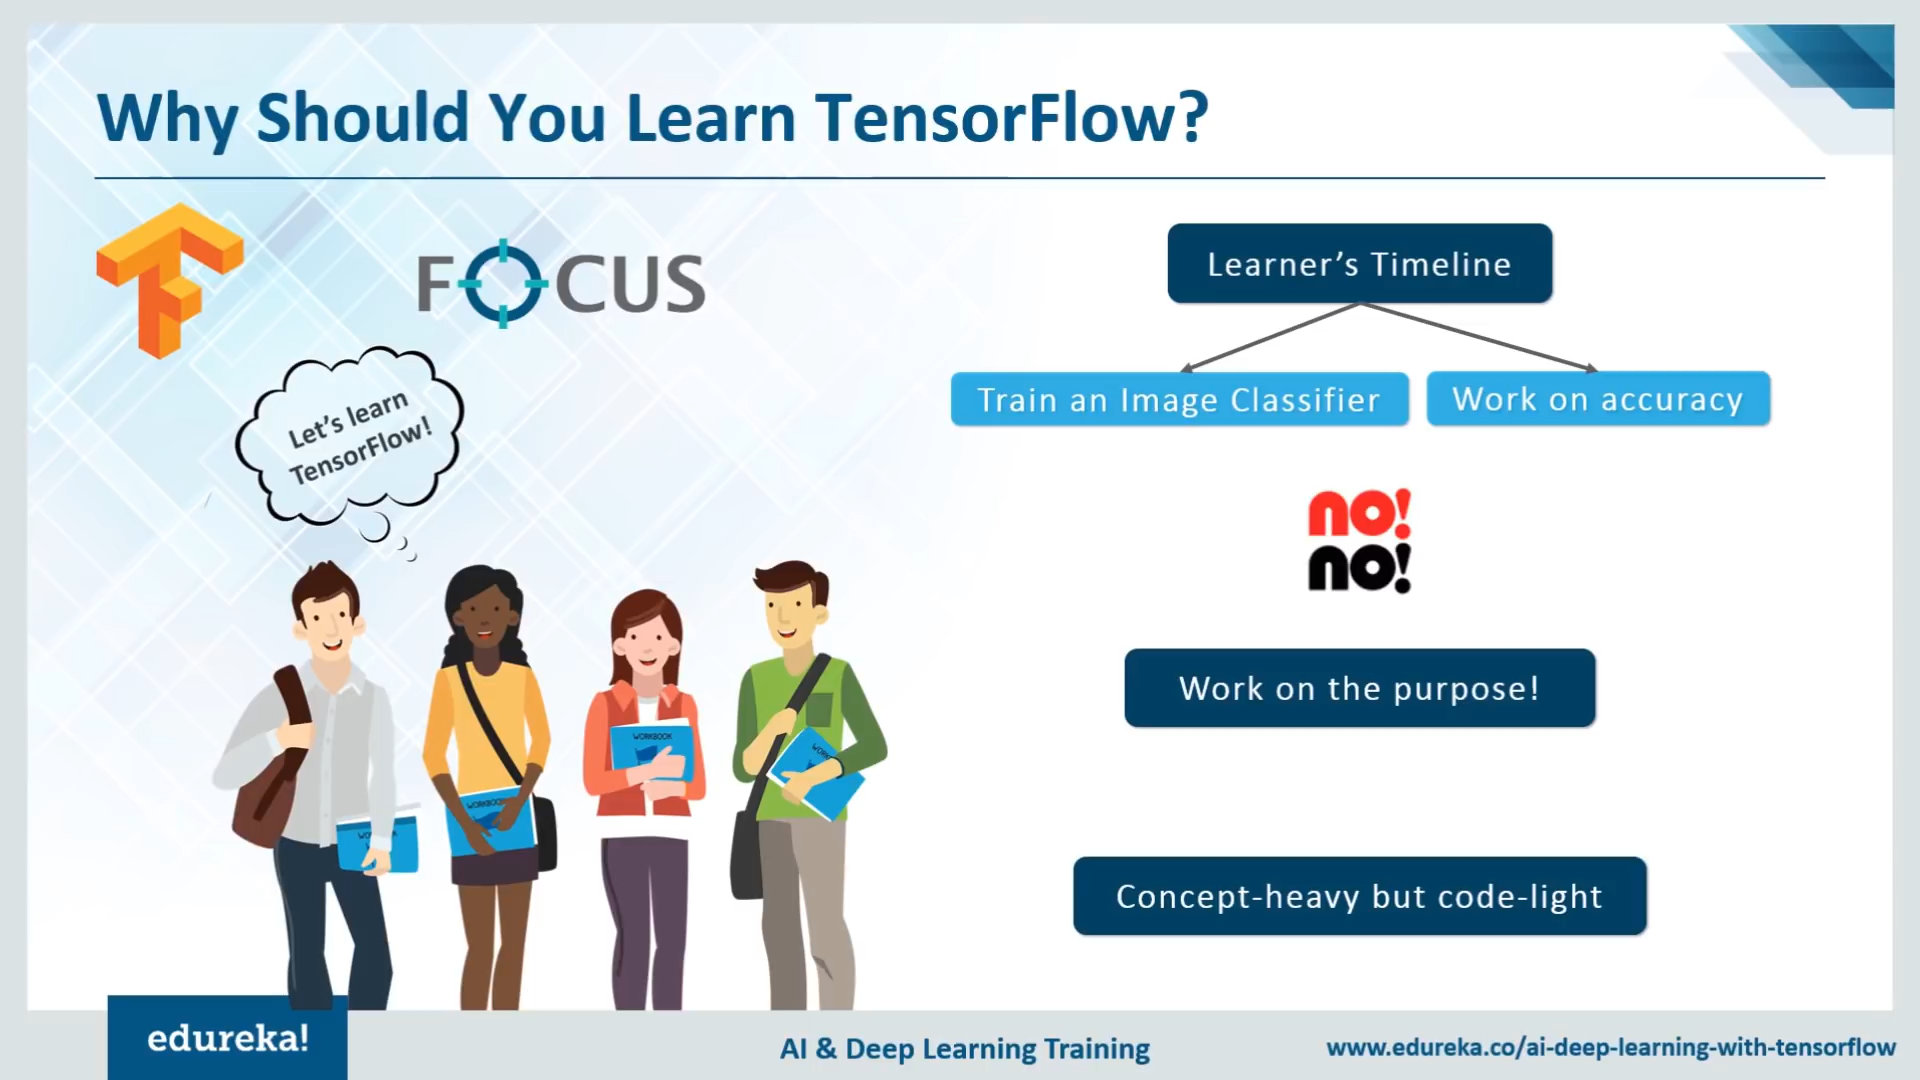 Why Should You Learn TensorFlow?
FOCUS
Let's learn
TensorFlow!
WORKBOOK
Learner's Timeline
Train an Image Classifier
Work on accuracy
no!
no!
Work on the purpose!
Concept-heavy but code-light
edureka!
AI & Deep Learning Training
www.edureka.co/ai-deep-learning-with-tensorflow